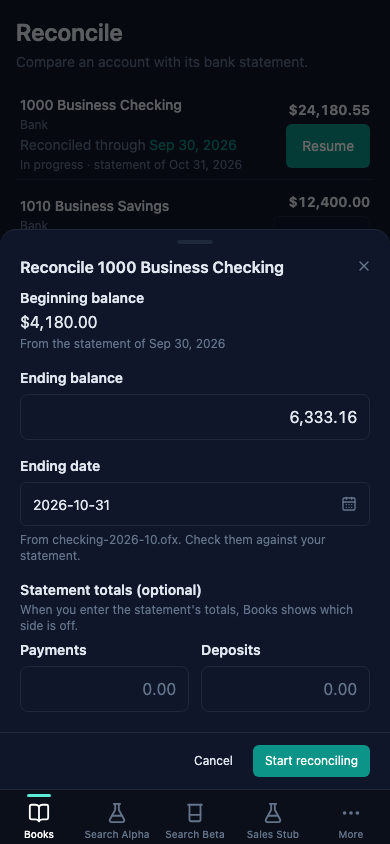 Reconcile
Compare an account with its bank statement.
1000 Business Checking
$24,180.55
Bank
Reconciled through Sep 30, 2026
Resume
In progress · statement of Oct 31, 2026
1010 Business Savings
$12,400.00
Bank
Reconcile 1000 Business Checking
Beginning balance
$4,180.00
From the statement of Sep 30, 2026
Ending balance
6,333.16
Ending date
2026-10-31
From checking-2026-10.ofx. Check them against your
statement.
Statement totals (optional)
When you enter the statement's totals, Books shows which
side is off.
Payments
Deposits
0.00
0.00
Cancel
Start reconciling
Books
Search Alpha
Search Beta
Sales Stub
More